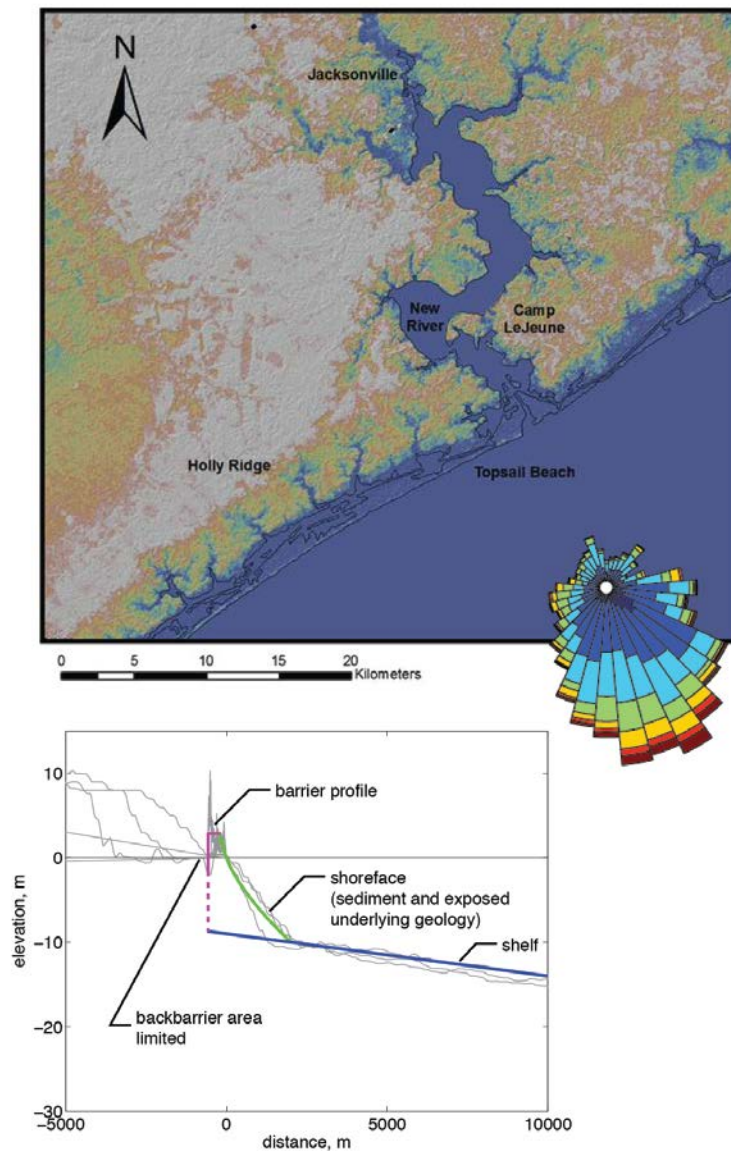 N
Jacksonville
New
River
Camp
LeJeune
Holly Ridge
Topsail Beach
0 5 10 20
Kilometers
10
0
−10
−20
−30
elevation, m
barrier profile
shoreface
(sediment and exposed
underlying geology)
shelf
backbarrier area
limited
−5000 0 5000 10000
distance, m